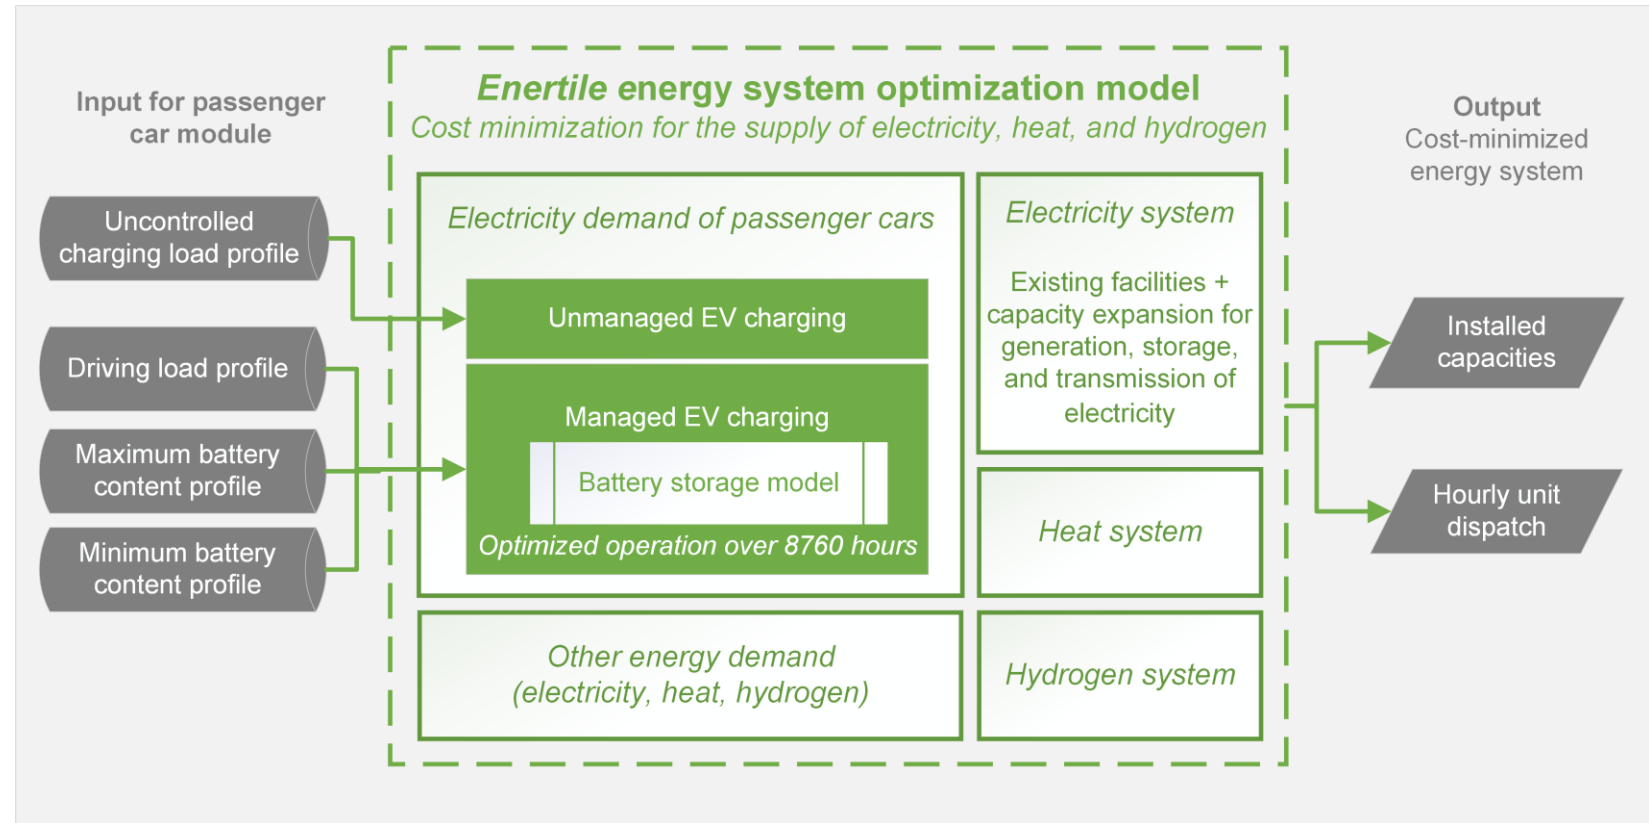 Input for passenger
car module
Uncontrolled
charging load profile
Driving load profile
Maximum battery
content profile
Minimum battery
content profile
Enertile energy system optimization model
Cost minimization for the supply of electricity, heat, and hydrogen
Electricity demand of passenger cars
Unmanaged EV charging
Managed EV charging
Battery storage model
Optimized operation over 8760 hours
Other energy demand
(electricity, heat, hydrogen)
Electricity system
Existing facilities +
capacity expansion for
generation, storage,
and transmission of
electricity
Heat system
Hydrogen system
Output
Cost-minimized
energy system
Installed
capacities
Hourly unit
dispatch